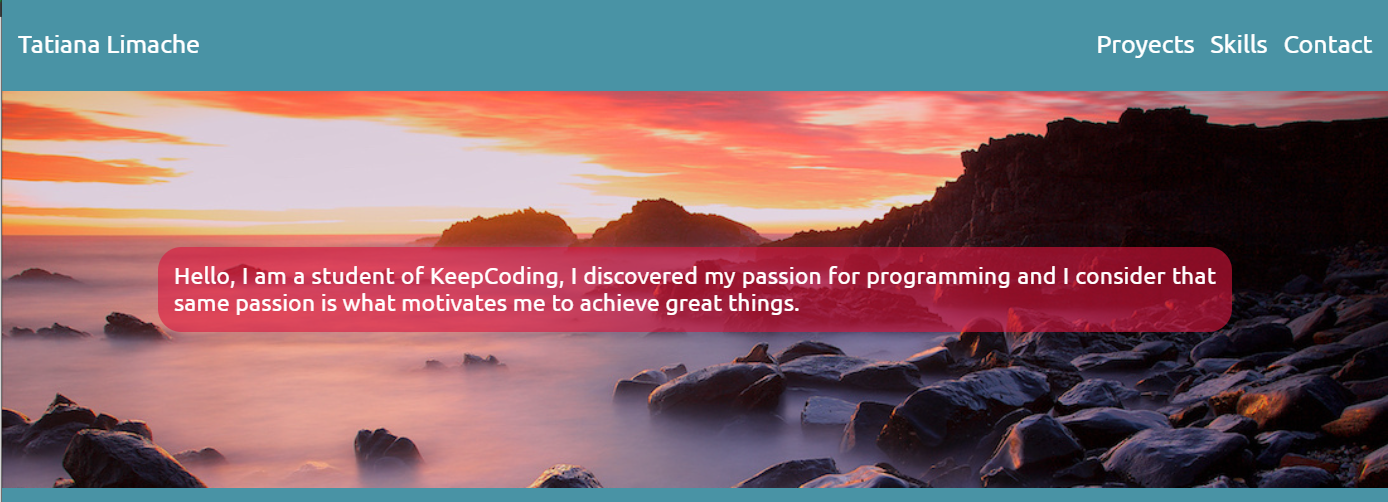 Tatiana Limache
Proyects Skills Contact
Hello, I am a student of KeepCoding, I discovered my passion for programming and I consider that
same passion is what motivates me to achieve great things.